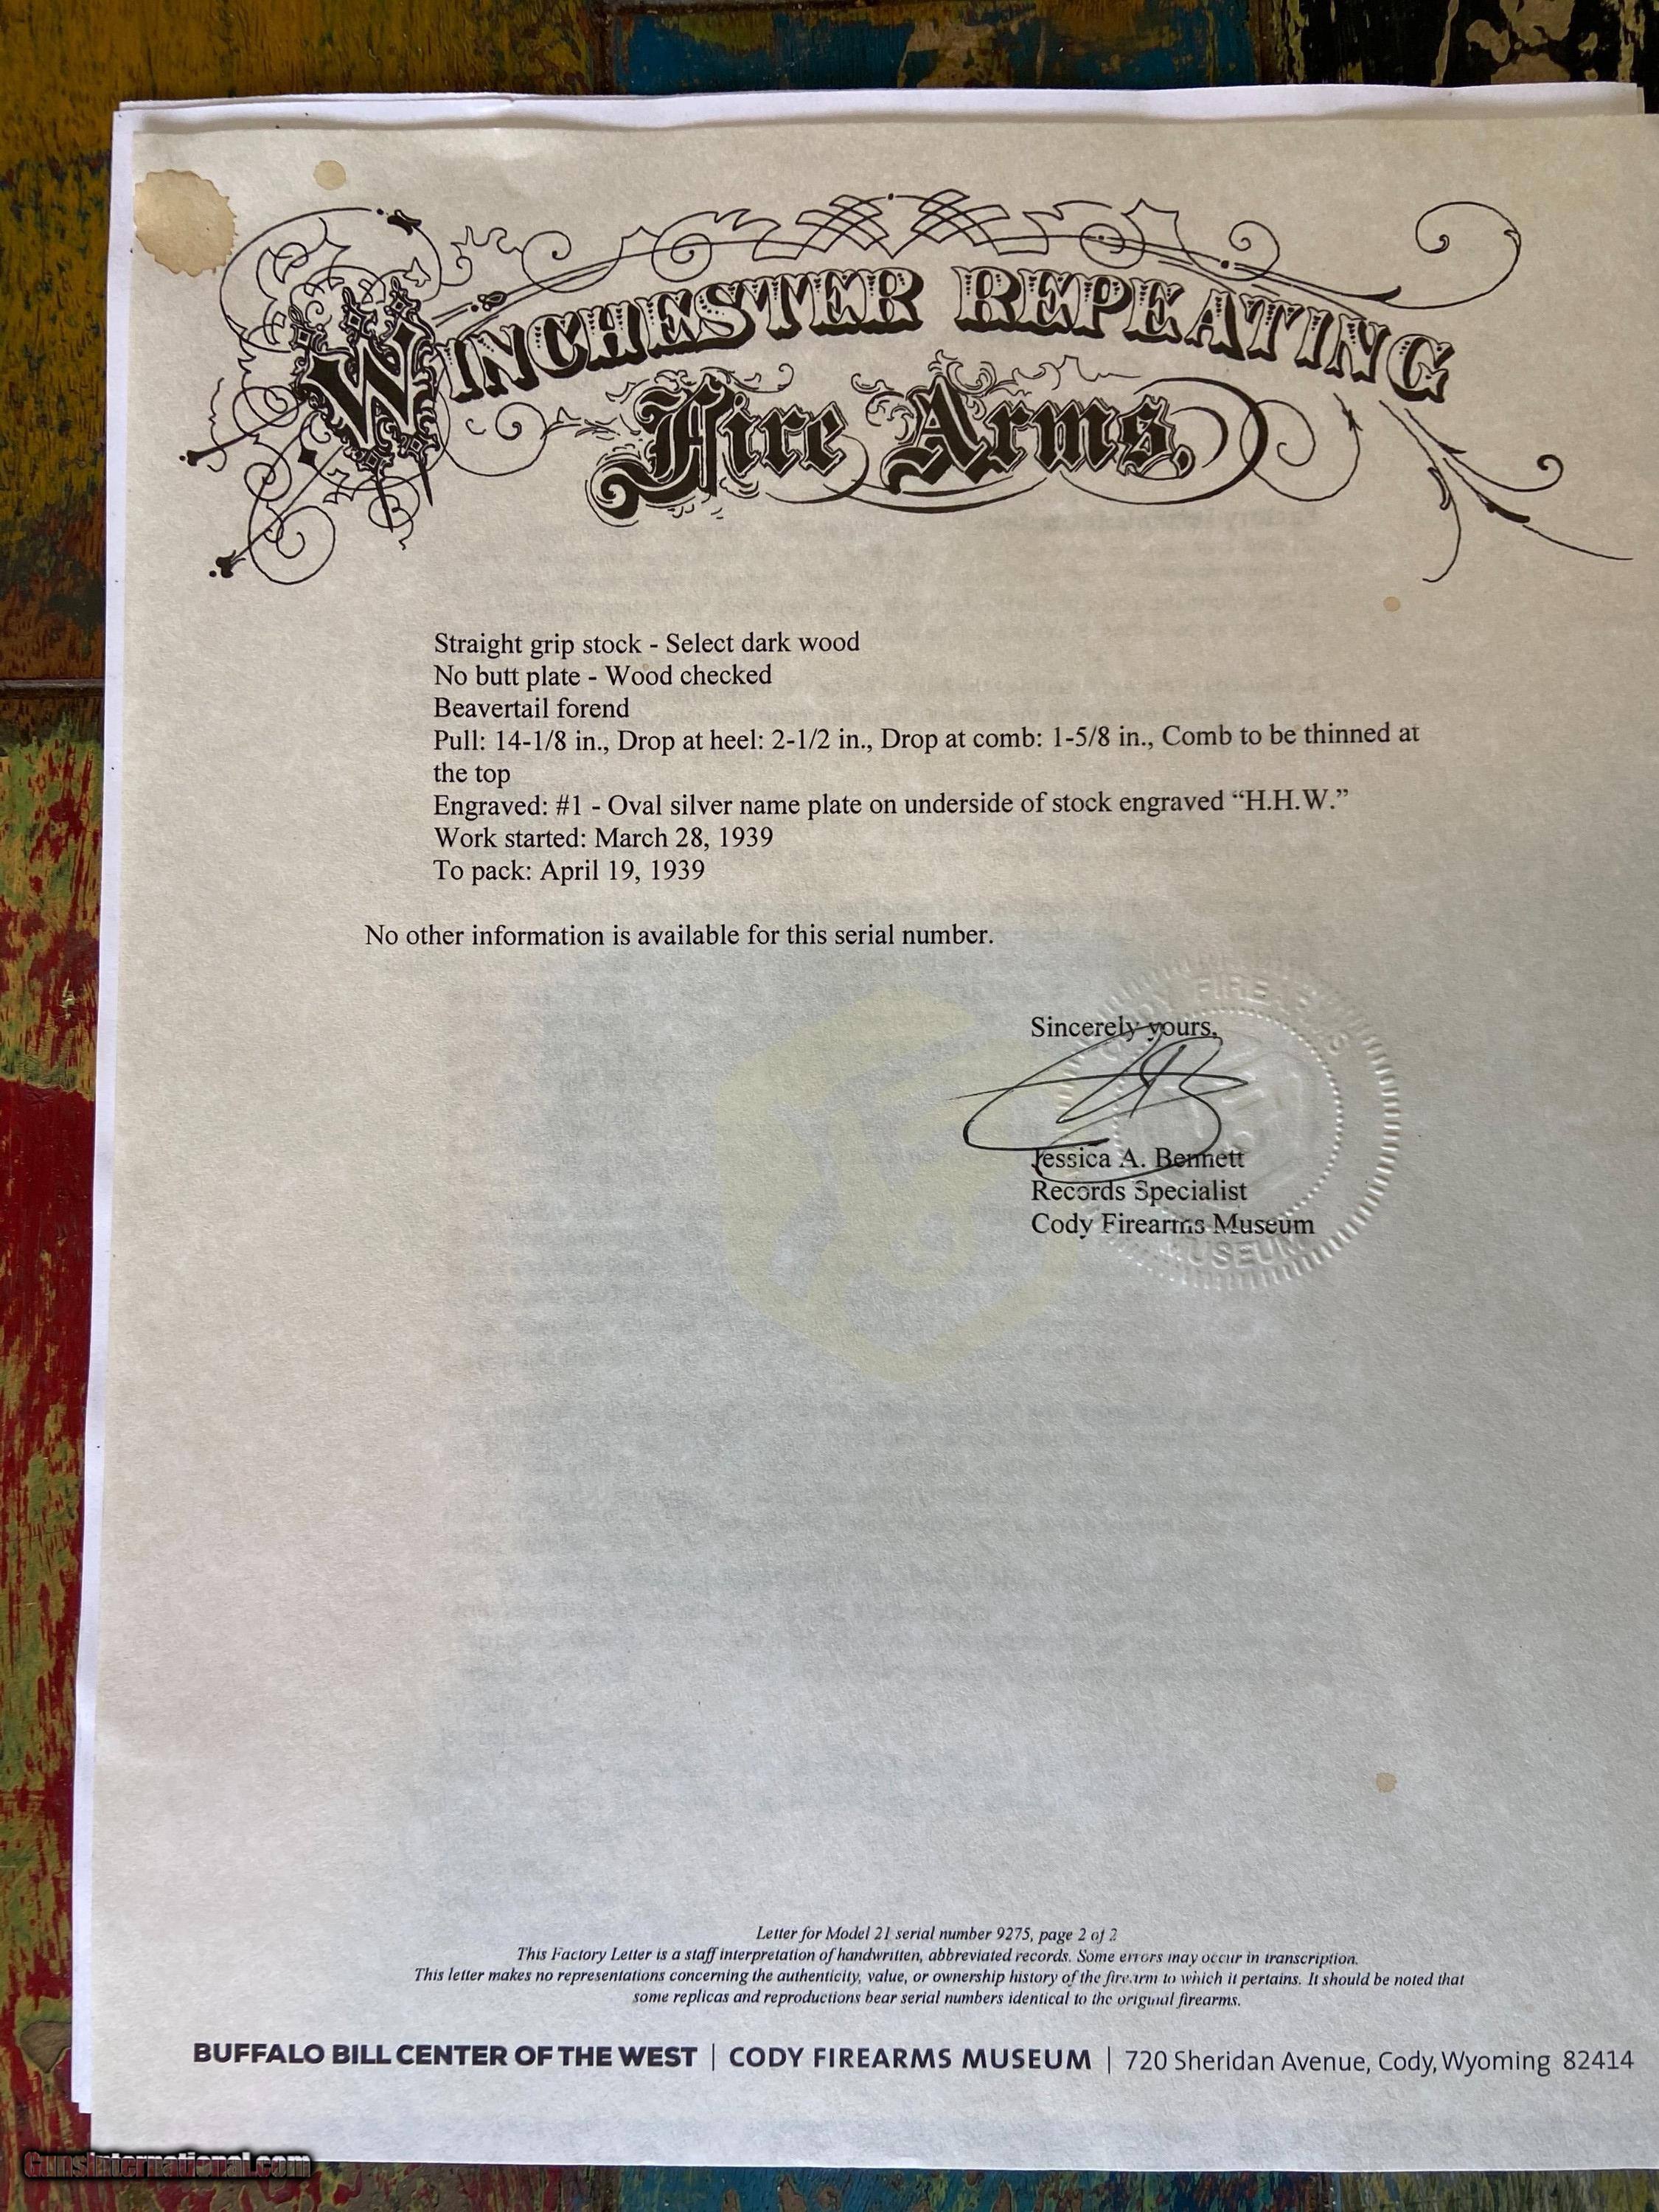 WINCHESTER REPEATING
Fire Arms,
Straight grip stock - Select dark wood
No butt plate - Wood checked
Beavertail forend
Pull: 14-1/8 in., Drop at heel: 2-1/2 in., Drop at comb: 1-5/8 in., Comb to be thinned at
the top
Engraved: #1 - Oval silver name plate on underside of stock engraved “H.H.W.”
Work started: March 28, 1939
To pack: April 19, 1939
No other information is available for this serial number.
Sincerely yours,
Jessica A. Bennett
Records Specialist
Cody Firearms Museum
CODY FIREARMS
MUSEUM
Letter for Model 21 serial number 9275, page 2 of 2
This Factory Letter is a staff interpretation of handwritten, abbreviated records. Some errors may occur in transcription.
This letter makes no representations concerning the authenticity, value, or ownership history of the firearm to which it pertains. It should be noted that
some replicas and reproductions bear serial numbers identical to the original firearms.
BUFFALO BILL CENTER OF THE WEST | CODY FIREARMS MUSEUM | 720 Sheridan Avenue, Cody, Wyoming 82414
GunsInternational.com